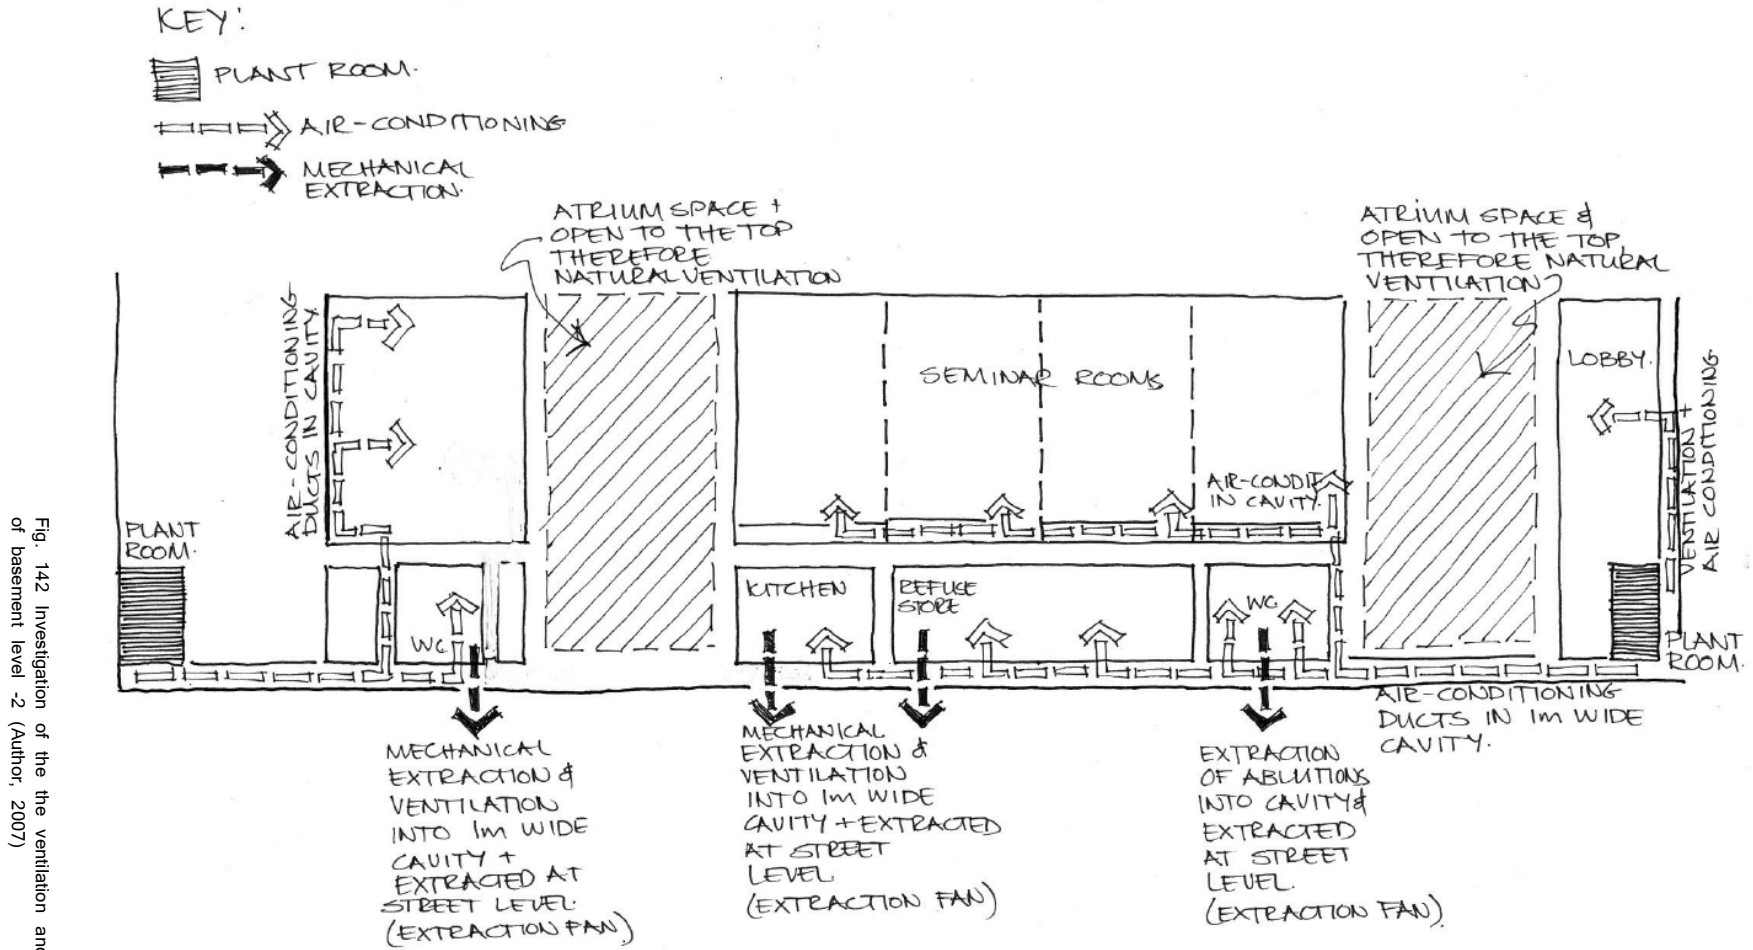 KEY:
PLANT ROOM.
AIR-CONDITIONING
MECHANICAL
EXTRACTION.
ATRIUM SPACE +
OPEN TO THE TOP
THEREFORE
NATURAL VENTILATION
ATRIUM SPACE &
OPEN TO THE TOP,
THEREFORE NATURAL
VENTILATION
AIR-CONDITIONING
DUCTS IN CAVITY.
SEMINAR ROOMS
LOBBY.
VENTILATION +
AIR CONDITIONING
AIR-CONDIT
IN CAVITY.
PLANT
ROOM.
WC
KITCHEN
REFUSE
STORE
WC
PLANT
ROOM.
AIR-CONDITIONING
DUCTS IN 1m WIDE
CAVITY.
MECHANICAL
EXTRACTION &
VENTILATION
INTO 1m WIDE
CAVITY +
EXTRACTED AT
STREET LEVEL.
(EXTRACTION FAN)
MECHANICAL
EXTRACTION &
VENTILATION
INTO 1m WIDE
CAVITY + EXTRACTED
AT STREET
LEVEL
(EXTRACTION FAN)
EXTRACTION
OF ABLUTIONS
INTO CAVITY &
EXTRACTED
AT STREET
LEVEL.
(EXTRACTION FAN)
Fig. 142 Investigation of the the ventilation and
of basement level -2 (Author, 2007)